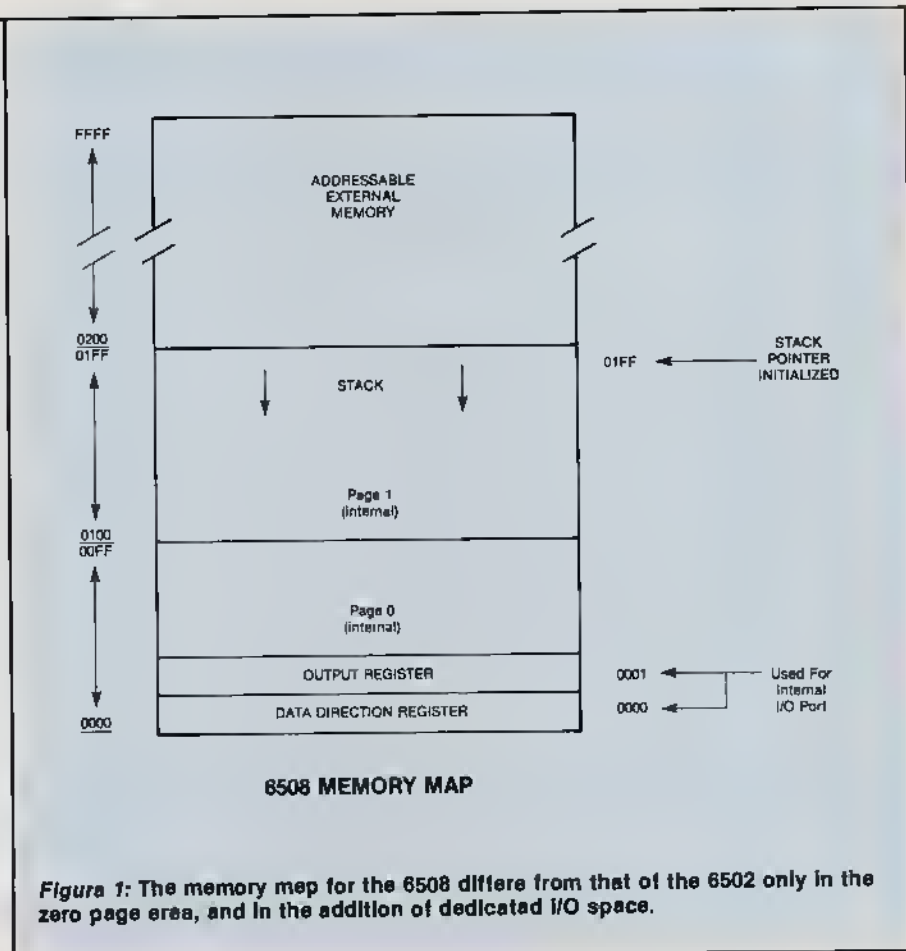 FFFF
ADDRESSABLE
EXTERNAL
MEMORY
0200
01FF
STACK
01FF
STACK
POINTER
INITIALIZED
Page 1
(internal)
0100
00FF
Page 0
(internal)
OUTPUT REGISTER
0001
Used For
Internal
I/O Port
DATA DIRECTION REGISTER
0000
0000
6508 MEMORY MAP
Figure 1: The memory map for the 6508 differs from that of the 6502 only in the
zero page area, and in the addition of dedicated I/O space.